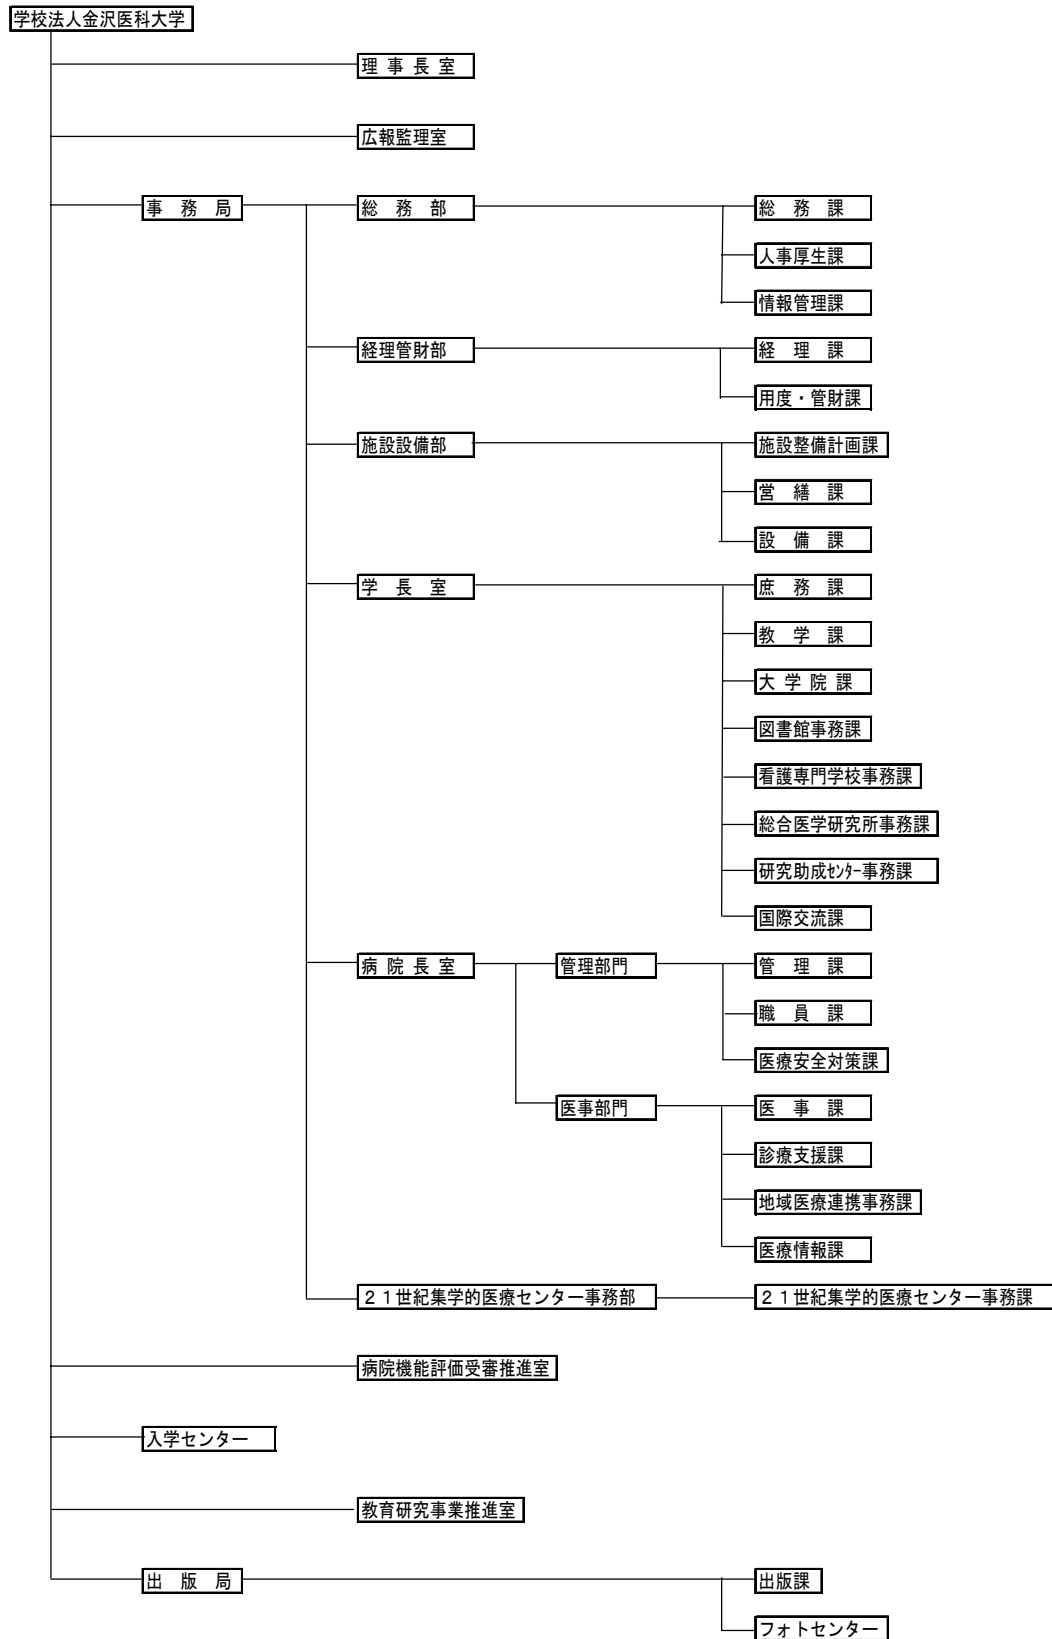 学校法人金沢医科大学
理 事 長 室
広報監理室
事 務 局
総 務 部
総 務 課
人事厚生課
情報管理課
経理管財部
経 理 課
用度・管財課
施設設備部
施設整備計画課
営 繕 課
設 備 課
学 長 室
庶 務 課
教 学 課
大 学 院 課
図書館事務課
看護専門学校事務課
総合医学研究所事務課
研究助成ｾﾝﾀｰ事務課
国際交流課
病 院 長 室
管理部門
管 理 課
職 員 課
医療安全対策課
医事部門
医 事 課
診療支援課
地域医療連携事務課
医療情報課
２１世紀集学的医療センター事務部
２１世紀集学的医療センター事務課
病院機能評価受審推進室
入学センター
教育研究事業推進室
出 版 局
出版課
フォトセンター